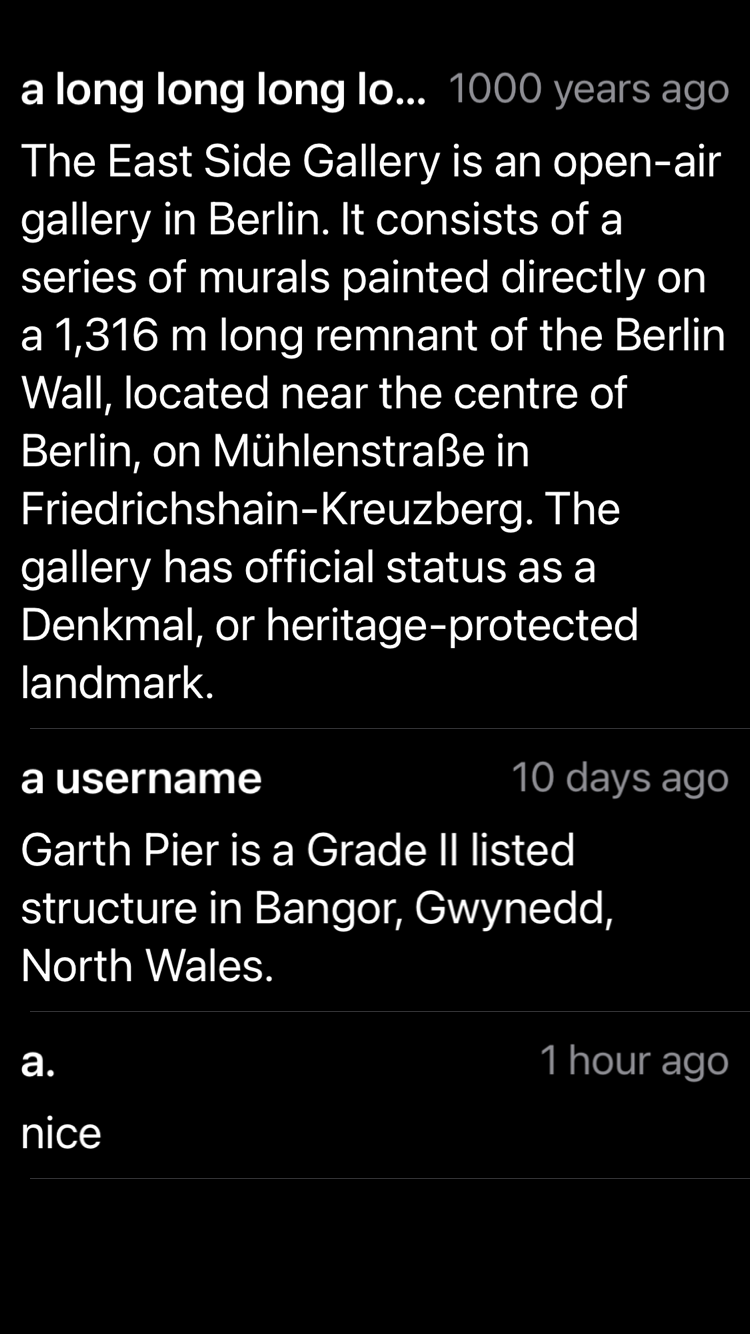 a long long long lo... 1000 years ago
The East Side Gallery is an open-air
gallery in Berlin. It consists of a
series of murals painted directly on
a 1,316 m long remnant of the Berlin
Wall, located near the centre of
Berlin, on Mühlenstraße in
Friedrichshain-Kreuzberg. The
gallery has official status as a
Denkmal, or heritage-protected
landmark.
a username 10 days ago
Garth Pier is a Grade II listed
structure in Bangor, Gwynedd,
North Wales.
a. 1 hour ago
nice